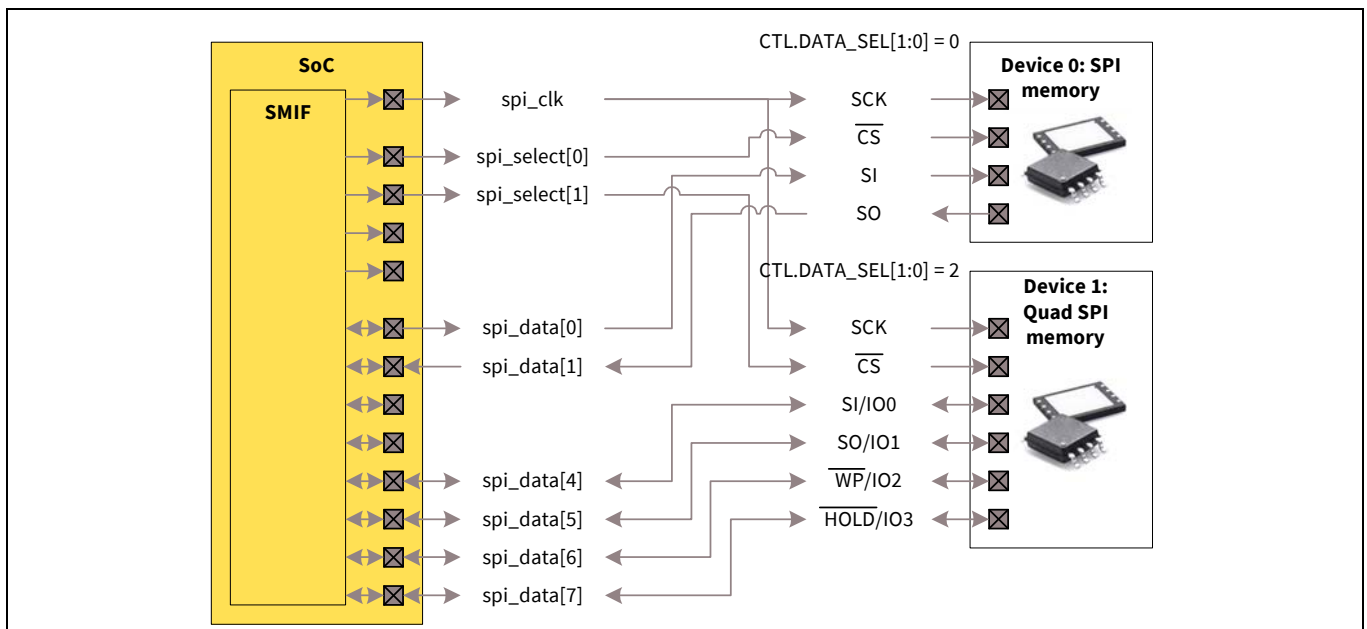 SoC
SMIF
spi_clk
spi_select[0]
spi_select[1]
spi_data[0]
spi_data[1]
spi_data[4]
spi_data[5]
spi_data[6]
spi_data[7]
CTL.DATA_SEL[1:0] = 0
SCK
CS
SI
SO
Device 0: SPI
memory
CTL.DATA_SEL[1:0] = 2
SCK
CS
SI/IO0
SO/IO1
WP/IO2
HOLD/IO3
Device 1:
Quad SPI
memory